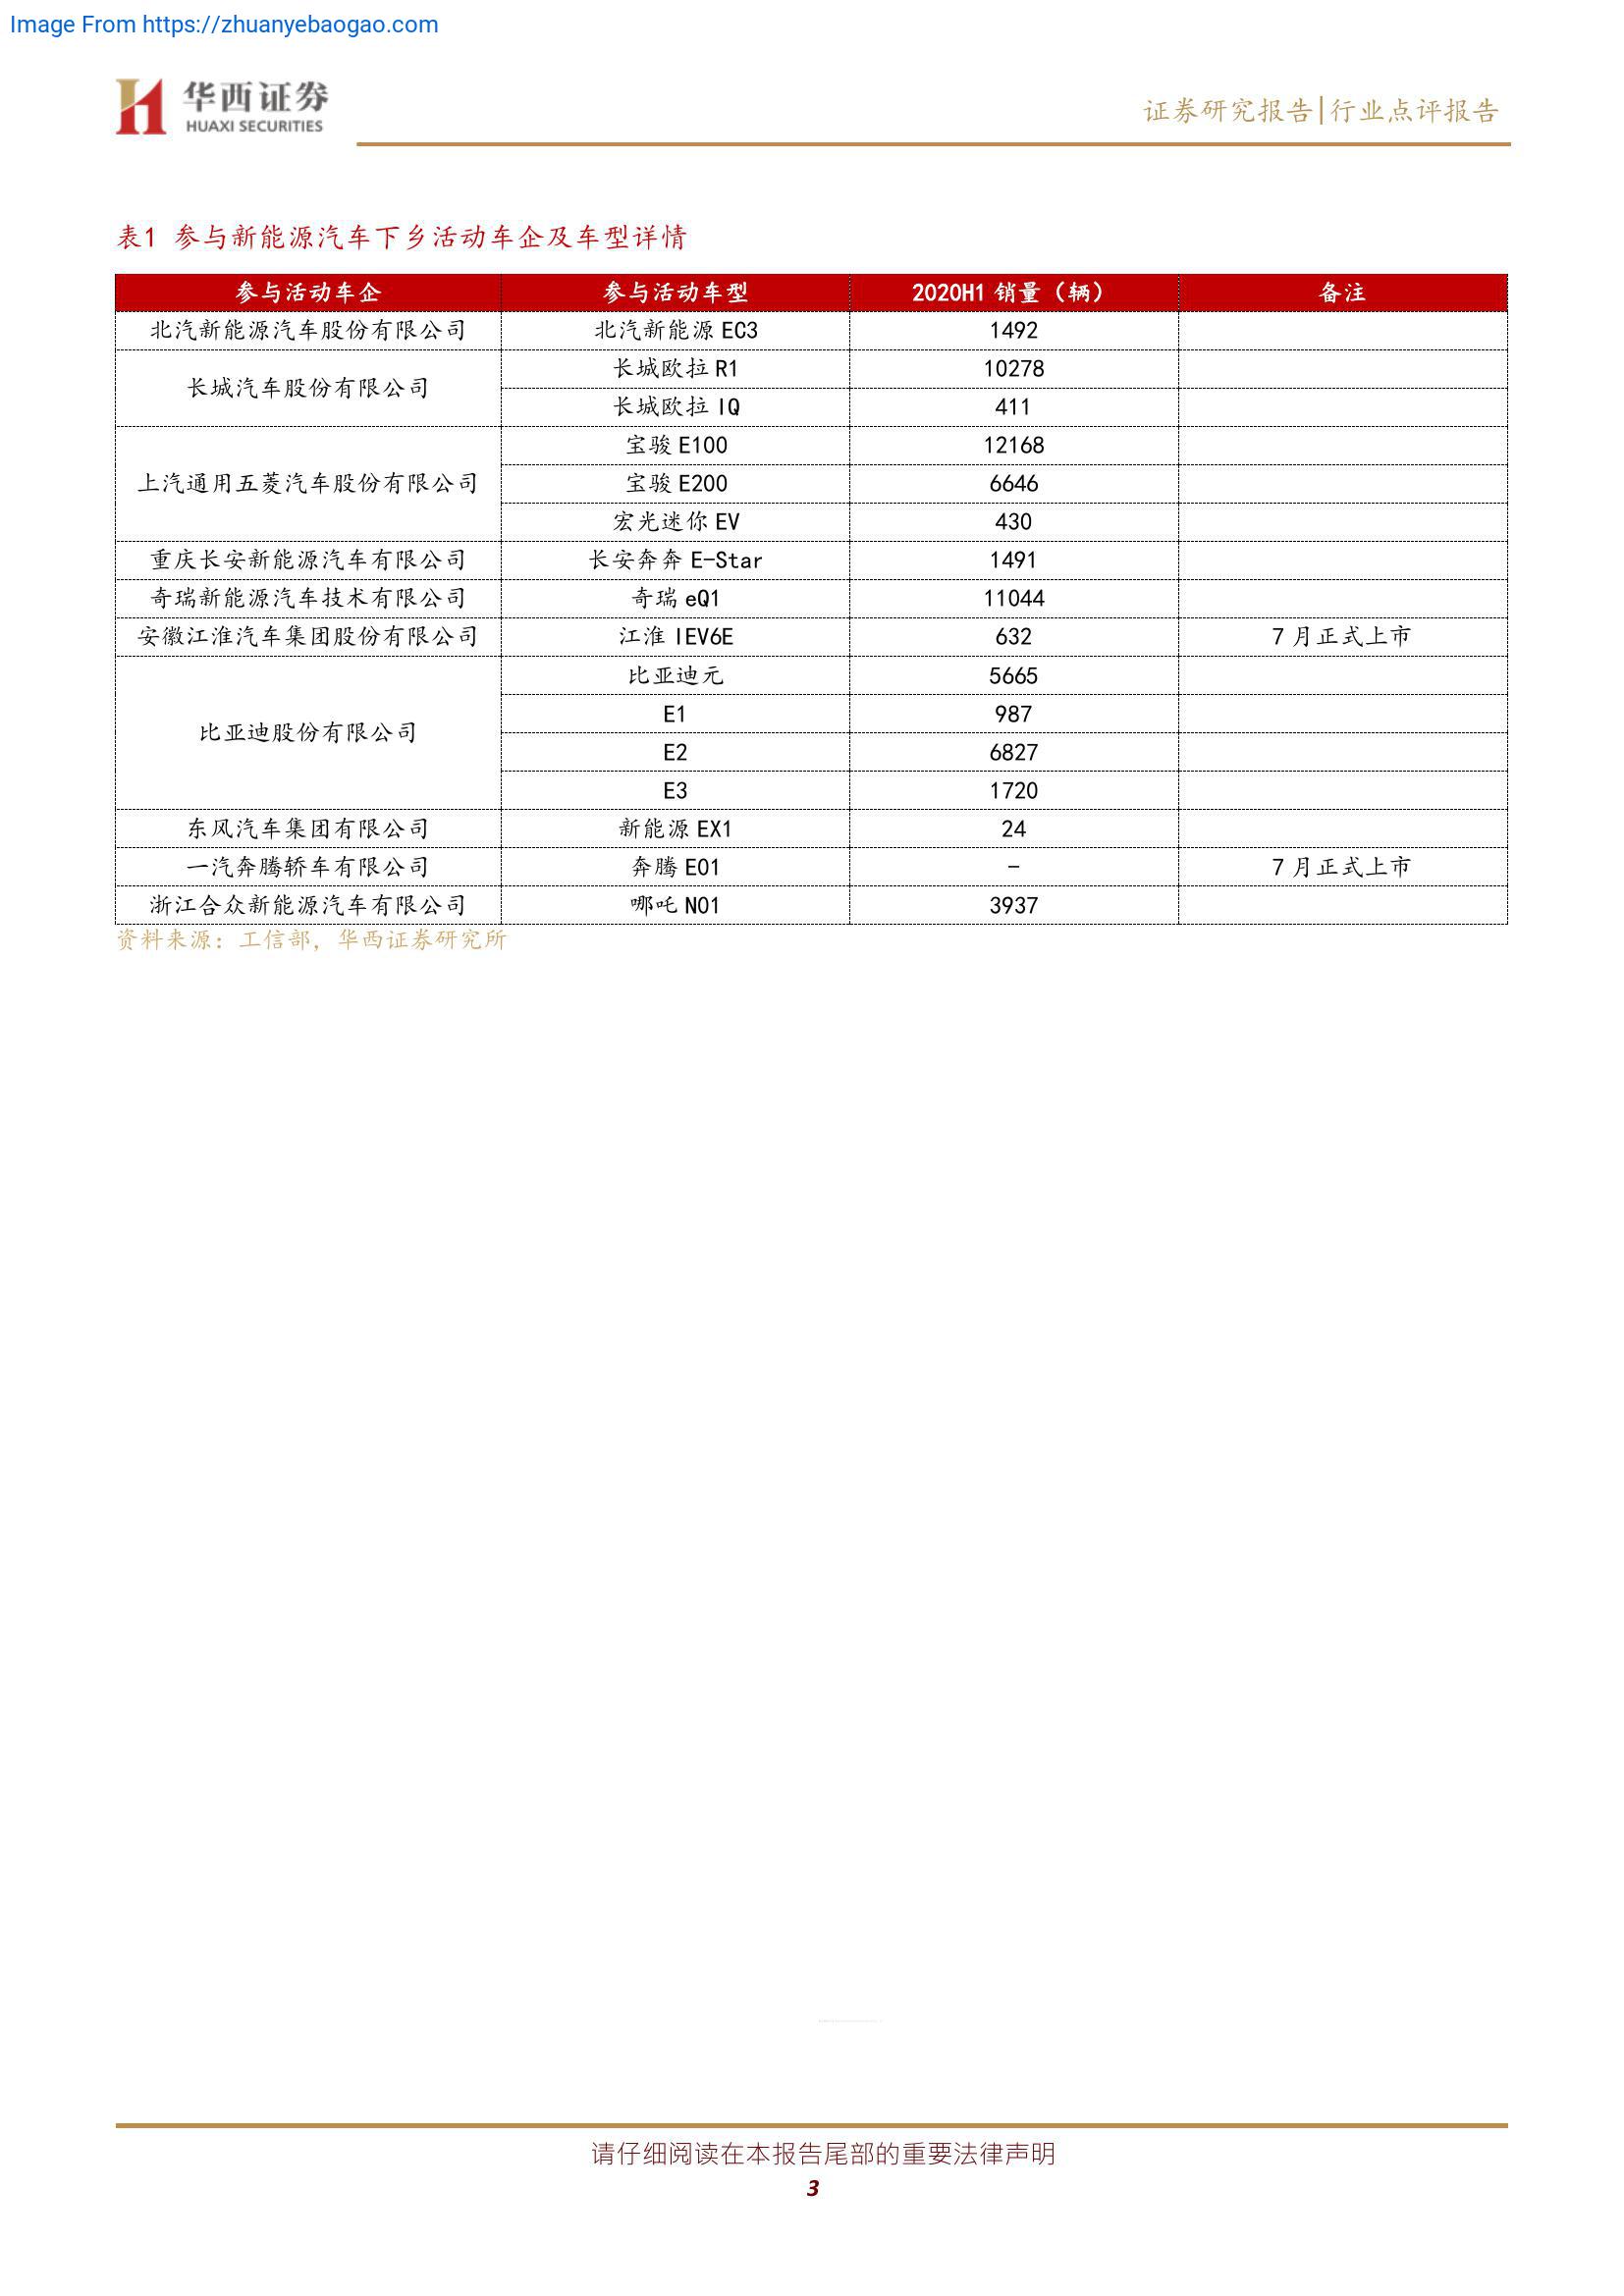 Image From https://zhuanyebaogao.com
华西证券
HUAXI SECURITIES
证券研究报告|行业点评报告
表1 参与新能源汽车下乡活动车企及车型详情
参与活动车企 参与活动车型 2020H1 销量（辆） 备注
北汽新能源汽车股份有限公司 北汽新能源 EC3 1492
长城汽车股份有限公司 长城欧拉 R1 10278
长城欧拉 IQ 411
上汽通用五菱汽车股份有限公司 宝骏 E100 12168
宝骏 E200 6646
宏光迷你 EV 430
重庆长安新能源汽车有限公司 长安奔奔 E-Star 1491
奇瑞新能源汽车技术有限公司 奇瑞 eQ1 11044
安徽江淮汽车集团股份有限公司 江淮 IEV6E 632 7 月正式上市
比亚迪股份有限公司 比亚迪元 5665
E1 987
E2 6827
E3 1720
东风汽车集团有限公司 新能源 EX1 24
一汽奔腾轿车有限公司 奔腾 E01 - 7 月正式上市
浙江合众新能源汽车有限公司 哪吒 N01 3937
资料来源：工信部，华西证券研究所
请仔细阅读在本报告尾部的重要法律声明
3